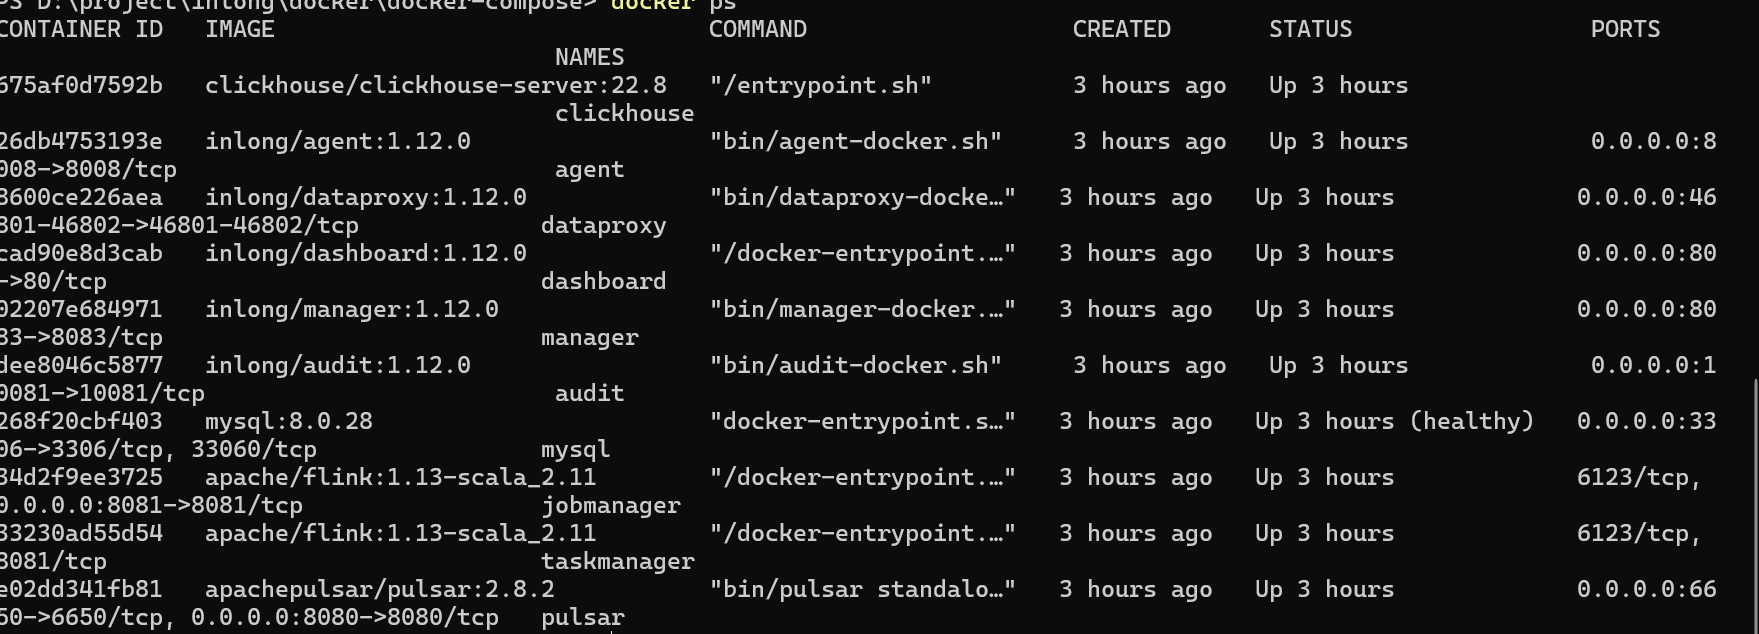 PS D:\project\inlong\docker\docker-compose> docker ps
CONTAINER ID   IMAGE                               COMMAND                   CREATED       STATUS                 PORTS
                         NAMES
675af0d7592b   clickhouse/clickhouse-server:22.8   "/entrypoint.sh"          3 hours ago   Up 3 hours
                         clickhouse
26db4753193e   inlong/agent:1.12.0                 "bin/agent-docker.sh"     3 hours ago   Up 3 hours             0.0.0.0:8
008->8008/tcp                           agent
8600ce226aea   inlong/dataproxy:1.12.0             "bin/dataproxy-docke…"   3 hours ago   Up 3 hours             0.0.0.0:46
801-46802->46801-46802/tcp             dataproxy
cad90e8d3cab   inlong/dashboard:1.12.0             "/docker-entrypoint.…"   3 hours ago   Up 3 hours             0.0.0.0:80
->80/tcp                               dashboard
02207e684971   inlong/manager:1.12.0               "bin/manager-docker.…"   3 hours ago   Up 3 hours             0.0.0.0:80
83->8083/tcp                           manager
dee8046c5877   inlong/audit:1.12.0                 "bin/audit-docker.sh"     3 hours ago   Up 3 hours             0.0.0.0:1
0081->10081/tcp                         audit
268f20cbf403   mysql:8.0.28                        "docker-entrypoint.s…"   3 hours ago   Up 3 hours (healthy)   0.0.0.0:33
06->3306/tcp, 33060/tcp                mysql
34d2f9ee3725   apache/flink:1.13-scala_2.11        "/docker-entrypoint.…"   3 hours ago   Up 3 hours             6123/tcp,
0.0.0.0:8081->8081/tcp                 jobmanager
33230ad55d54   apache/flink:1.13-scala_2.11        "/docker-entrypoint.…"   3 hours ago   Up 3 hours             6123/tcp,
8081/tcp                               taskmanager
e02dd341fb81   apachepulsar/pulsar:2.8.2           "bin/pulsar standalo…"   3 hours ago   Up 3 hours             0.0.0.0:66
50->6650/tcp, 0.0.0.0:8080->8080/tcp   pulsar